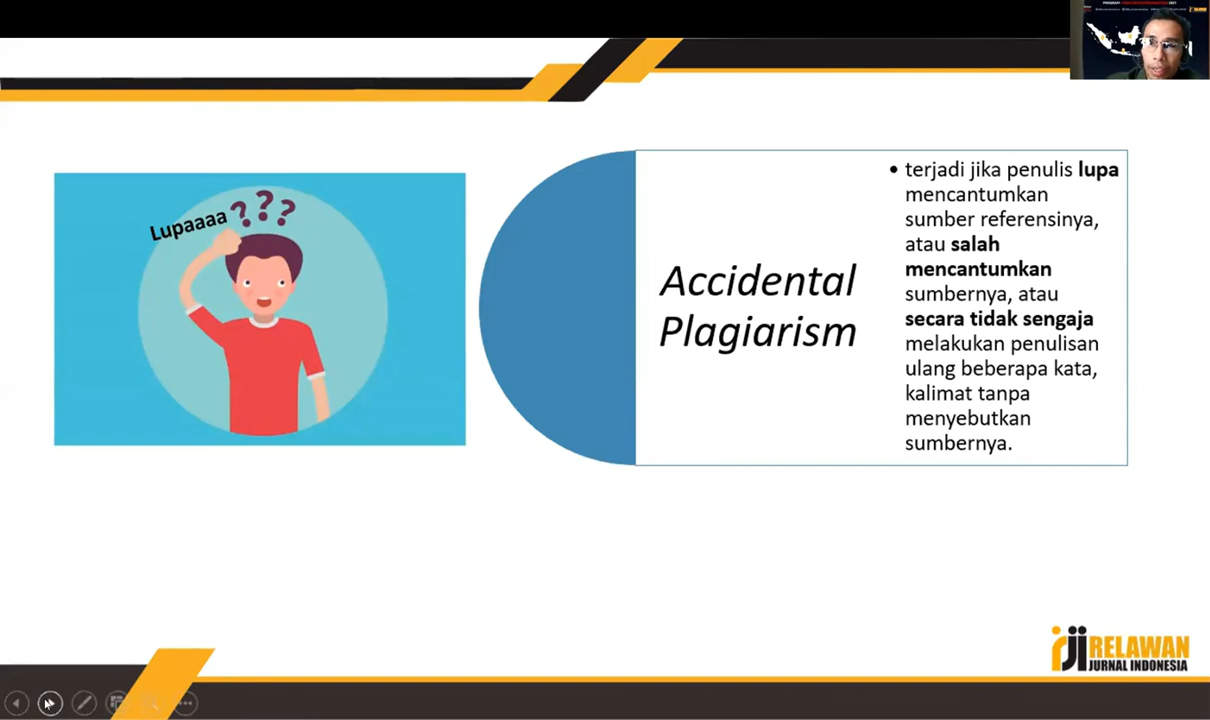 Lupaaaa ???
Accidental
Plagiarism
• terjadi jika penulis lupa
mencantumkan
sumber referensinya,
atau salah
mencantumkan
sumbernya, atau
secara tidak sengaja
melakukan penulisan
ulang beberapa kata,
kalimat tanpa
menyebutkan
sumbernya.
RELAWAN
JURNAL INDONESIA